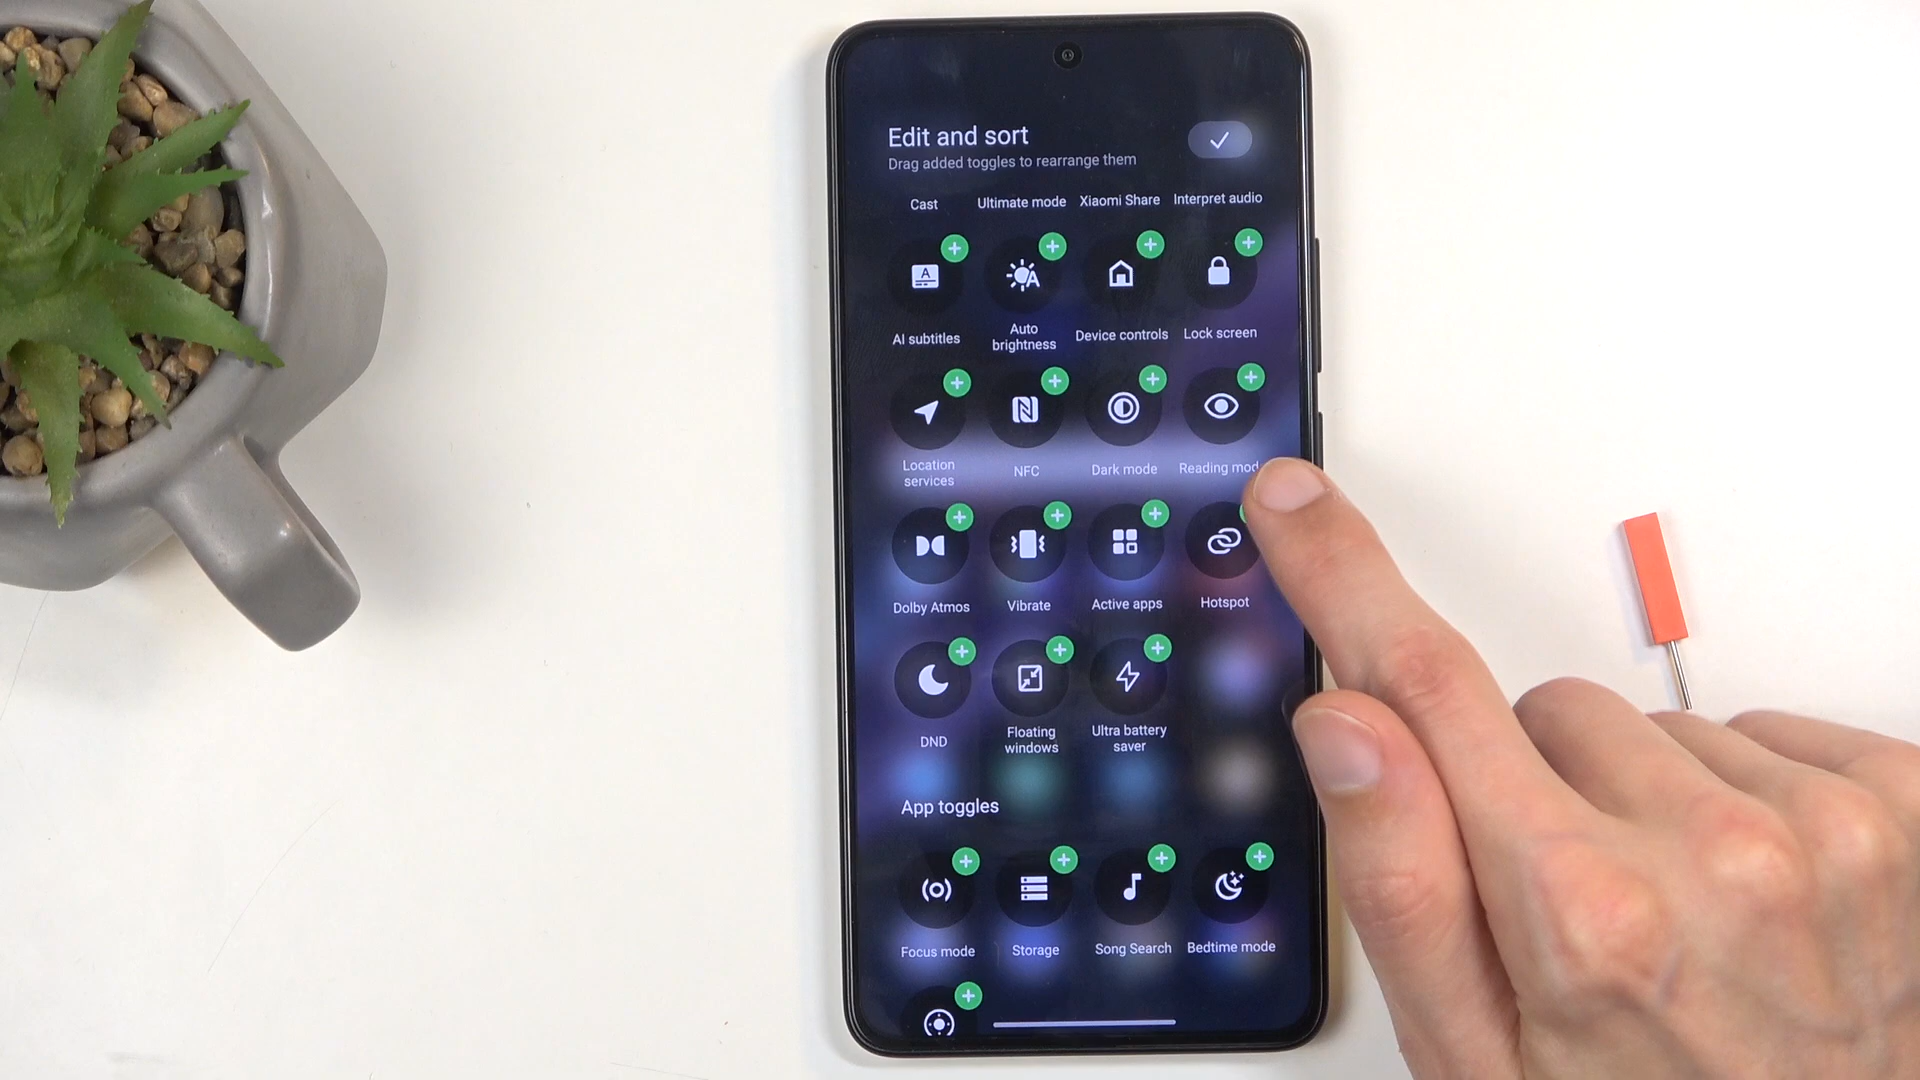 Edit and sort
Drag added toggles to rearrange them
Cast Ultimate mode Xiaomi Share Interpret audio
AI subtitles Auto brightness Device controls Lock screen
Location services NFC Dark mode Reading mod
Dolby Atmos Vibrate Active apps Hotspot
DND Floating windows Ultra battery saver
App toggles
Focus mode Storage Song Search Bedtime mode